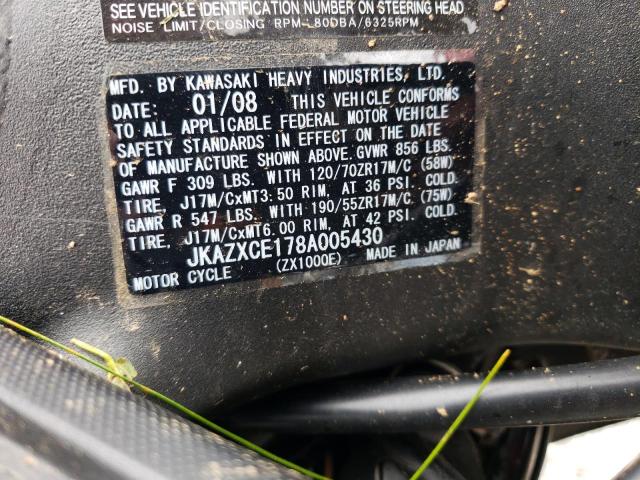 SEE VEHICLE IDENTIFICATION NUMBER ON STEERING HEAD
NOISE LIMIT/CLOSING RPM-L80DBA/6325RPM
MFD. BY KAWASAKI HEAVY INDUSTRIES, LTD.
DATE: 01/08 THIS VEHICLE CONFORMS
TO ALL APPLICABLE FEDERAL MOTOR VEHICLE
SAFETY STANDARDS IN EFFECT ON THE DATE
OF MANUFACTURE SHOWN ABOVE. GVWR 856 LBS.
GAWR F 309 LBS. WITH 120/70ZR17M/C (58W)
TIRE, J17M/CxMT3.50 RIM, AT 36 PSI. COLD.
GAWR R 547 LBS. WITH 190/55ZR17M/C (75W)
TIRE, J17M/CxMT6.00 RIM, AT 42 PSI. COLD.
JKAZXCE178A005430
MOTOR CYCLE (ZX1000E) MADE IN JAPAN